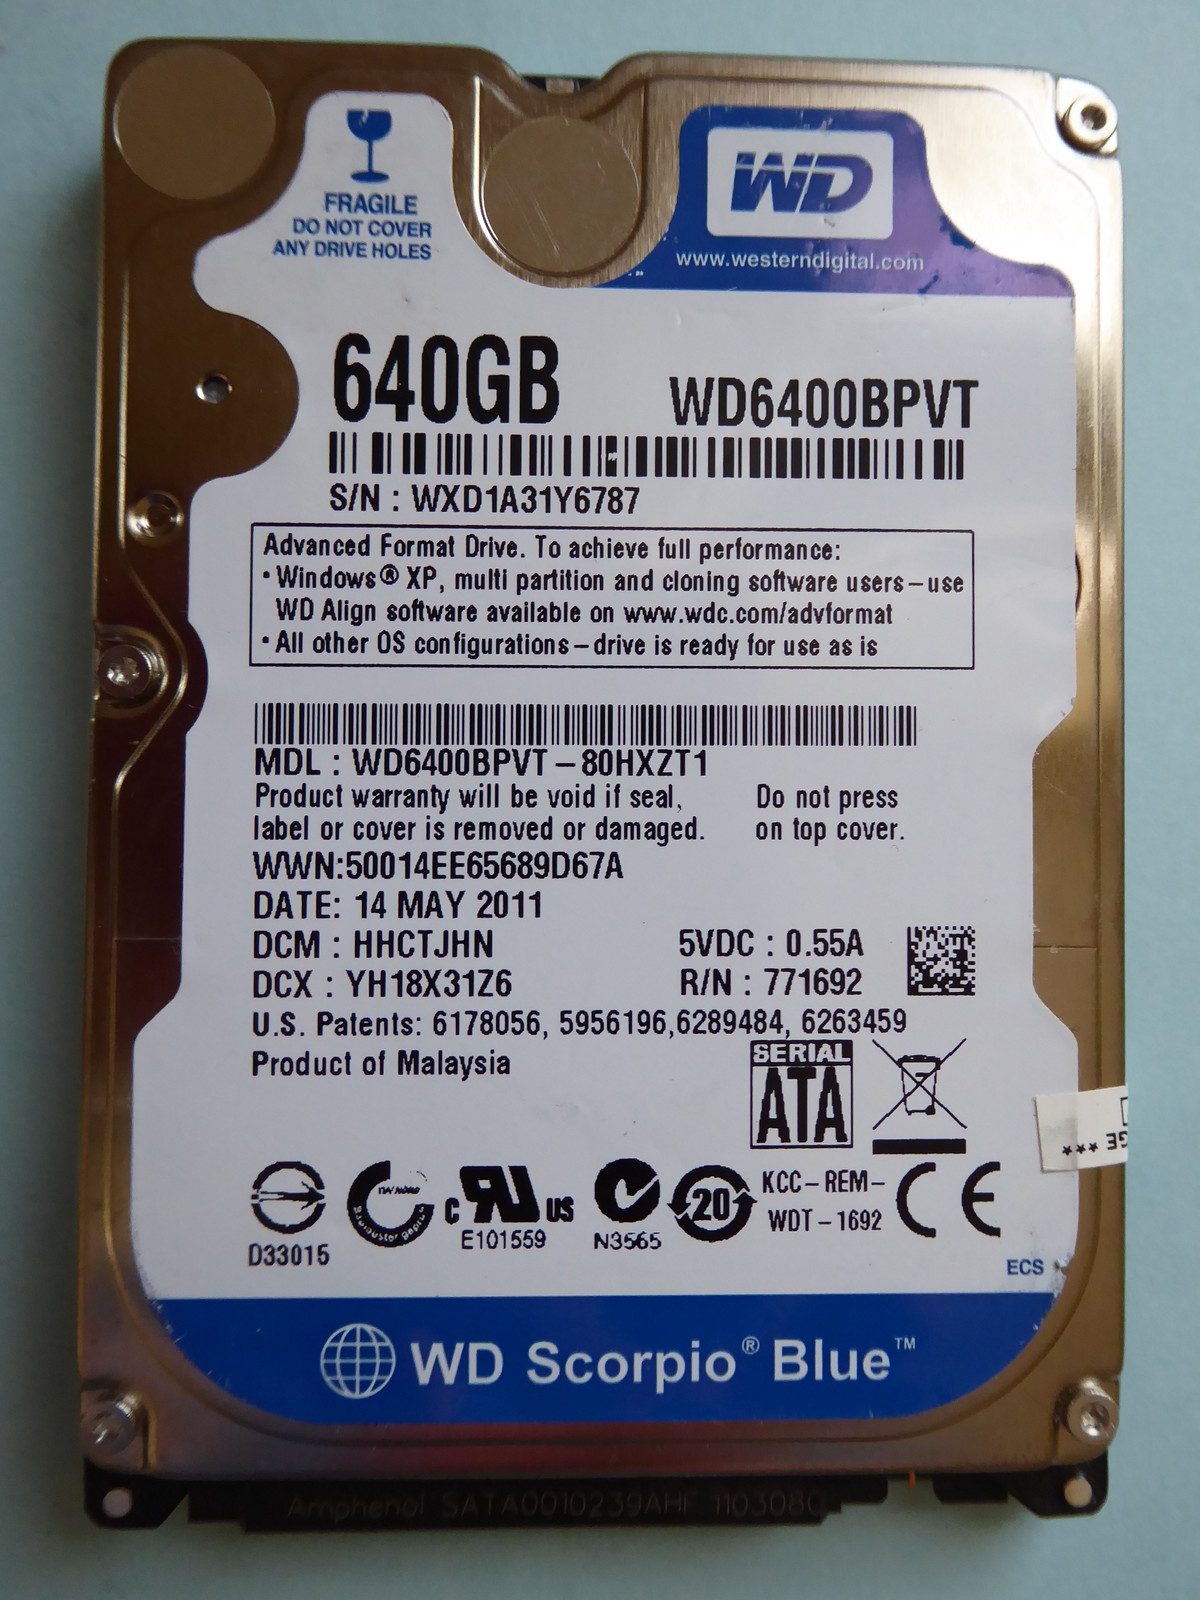 FRAGILE
DO NOT COVER
ANY DRIVE HOLES
WD
www.westerndigital.com
640GB
WD6400BPVT
S/N : WXD1A31Y6787
Advanced Format Drive. To achieve full performance:
• Windows® XP, multi partition and cloning software users – use
WD Align software available on www.wdc.com/advformat
• All other OS configurations – drive is ready for use as is
MDL : WD6400BPVT – 80HXZT1
Product warranty will be void if seal,
label or cover is removed or damaged.
Do not press
on top cover.
WWN:50014EE65689D67A
DATE: 14 MAY 2011
DCM : HHCTJHN
DCX : YH18X31Z6
5VDC : 0.55A
R/N : 771692
U.S. Patents: 6178056, 5956196,6289484, 6263459
Product of Malaysia
SERIAL
ATA
GE ***
D33015
C US
E101559
N3565
20
KCC – REM –
WDT – 1692
CE
ECS
WD Scorpio® Blue™
Amphenol SATA0010239AHF 110308